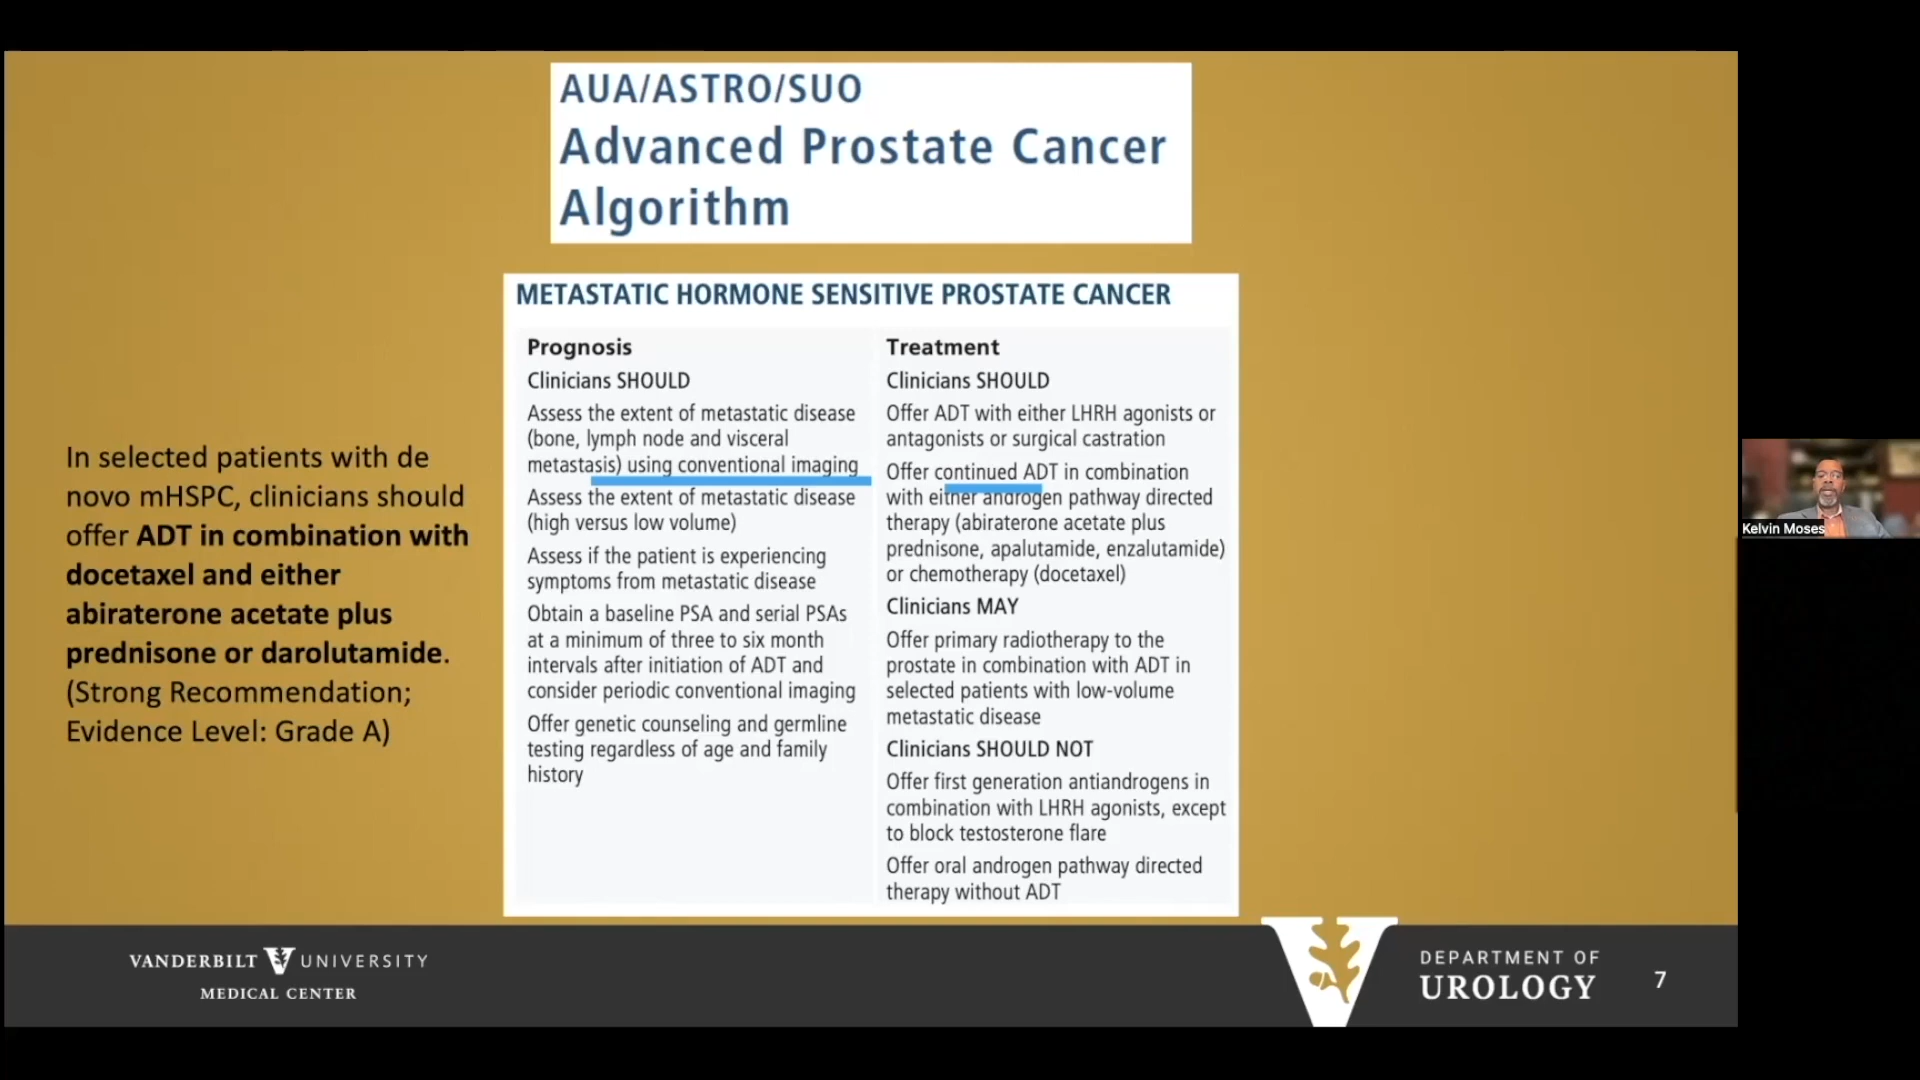 AUA/ASTRO/SUO
Advanced Prostate Cancer
Algorithm
In selected patients with de
novo mHSPC, clinicians should
offer ADT in combination with
docetaxel and either
abiraterone acetate plus
prednisone or darolutamide.
(Strong Recommendation;
Evidence Level: Grade A)
METASTATIC HORMONE SENSITIVE PROSTATE CANCER
Prognosis
Clinicians SHOULD
Assess the extent of metastatic disease
(bone, lymph node and visceral
metastasis) using conventional imaging
Assess the extent of metastatic disease
(high versus low volume)
Assess if the patient is experiencing
symptoms from metastatic disease
Obtain a baseline PSA and serial PSAs
at a minimum of three to six month
intervals after initiation of ADT and
consider periodic conventional imaging
Offer genetic counseling and germline
testing regardless of age and family
history
Treatment
Clinicians SHOULD
Offer ADT with either LHRH agonists or
antagonists or surgical castration
Offer continued ADT in combination
with either androgen pathway directed
therapy (abiraterone acetate plus
prednisone, apalutamide, enzalutamide)
or chemotherapy (docetaxel)
Clinicians MAY
Offer primary radiotherapy to the
prostate in combination with ADT in
selected patients with low-volume
metastatic disease
Clinicians SHOULD NOT
Offer first generation antiandrogens in
combination with LHRH agonists, except
to block testosterone flare
Offer oral androgen pathway directed
therapy without ADT
Kelvin Moses
VANDERBILT V UNIVERSITY
MEDICAL CENTER
V
DEPARTMENT OF
UROLOGY
7